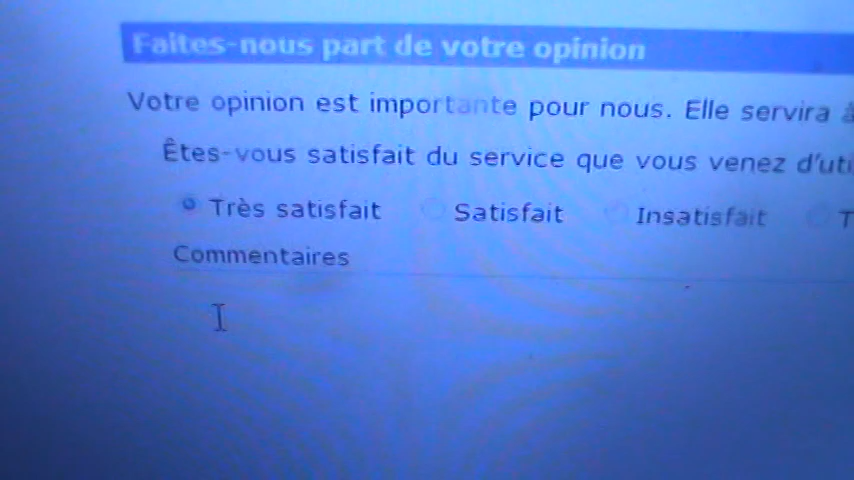 Faites-nous part de votre opinion
Votre opinion est importante pour nous. Elle servira à
Êtes-vous satisfait du service que vous venez d'uti
Très satisfait Satisfait Insatisfait T
Commentaires